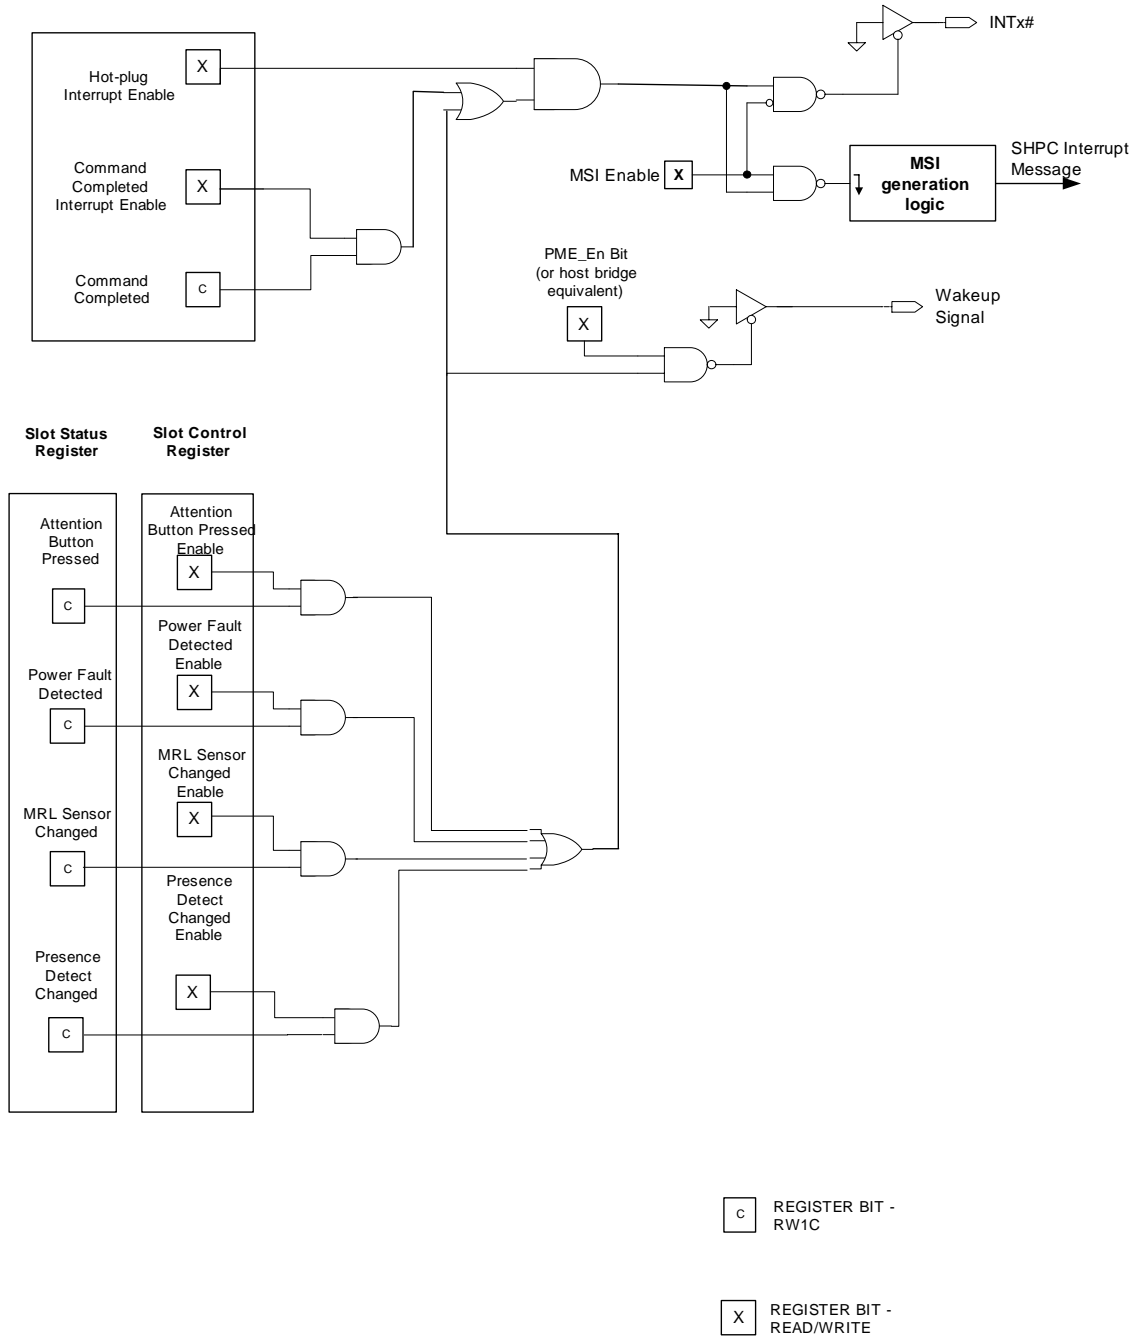 INTx#
Hot-plug
Interrupt Enable
X
Command
Completed
Interrupt Enable
X
Command
Completed
C
MSI Enable
X
MSI
generation
logic
SHPC Interrupt
Message
PME_En Bit
(or host bridge
equivalent)
X
Wakeup
Signal
Slot Status
Register
Slot Control
Register
Attention
Button
Pressed
C
Attention
Button Pressed
Enable
X
Power Fault
Detected
C
Power Fault
Detected
Enable
X
MRL Sensor
Changed
C
MRL Sensor
Changed
Enable
X
Presence
Detect
Changed
C
Presence
Detect
Changed
Enable
X
C
REGISTER BIT -
RW1C
X
REGISTER BIT -
READ/WRITE